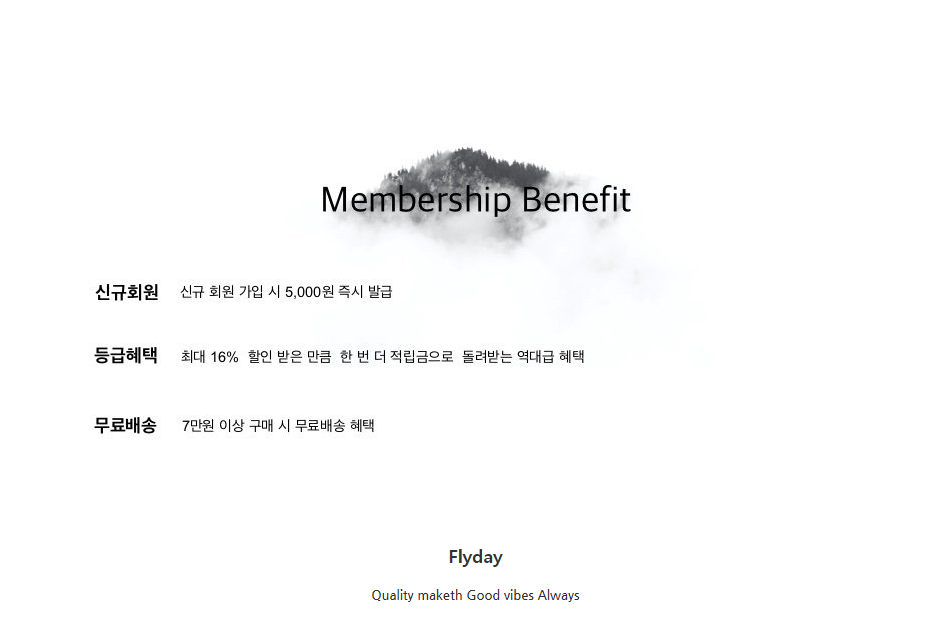 Membership Benefit
신규회원 신규 회원 가입 시 5,000원 즉시 발급
등급혜택 최대 16% 할인 받은 만큼 한 번 더 적립금으로 돌려받는 역대급 혜택
무료배송 7만원 이상 구매 시 무료배송 혜택
Flyday
Quality maketh Good vibes Always